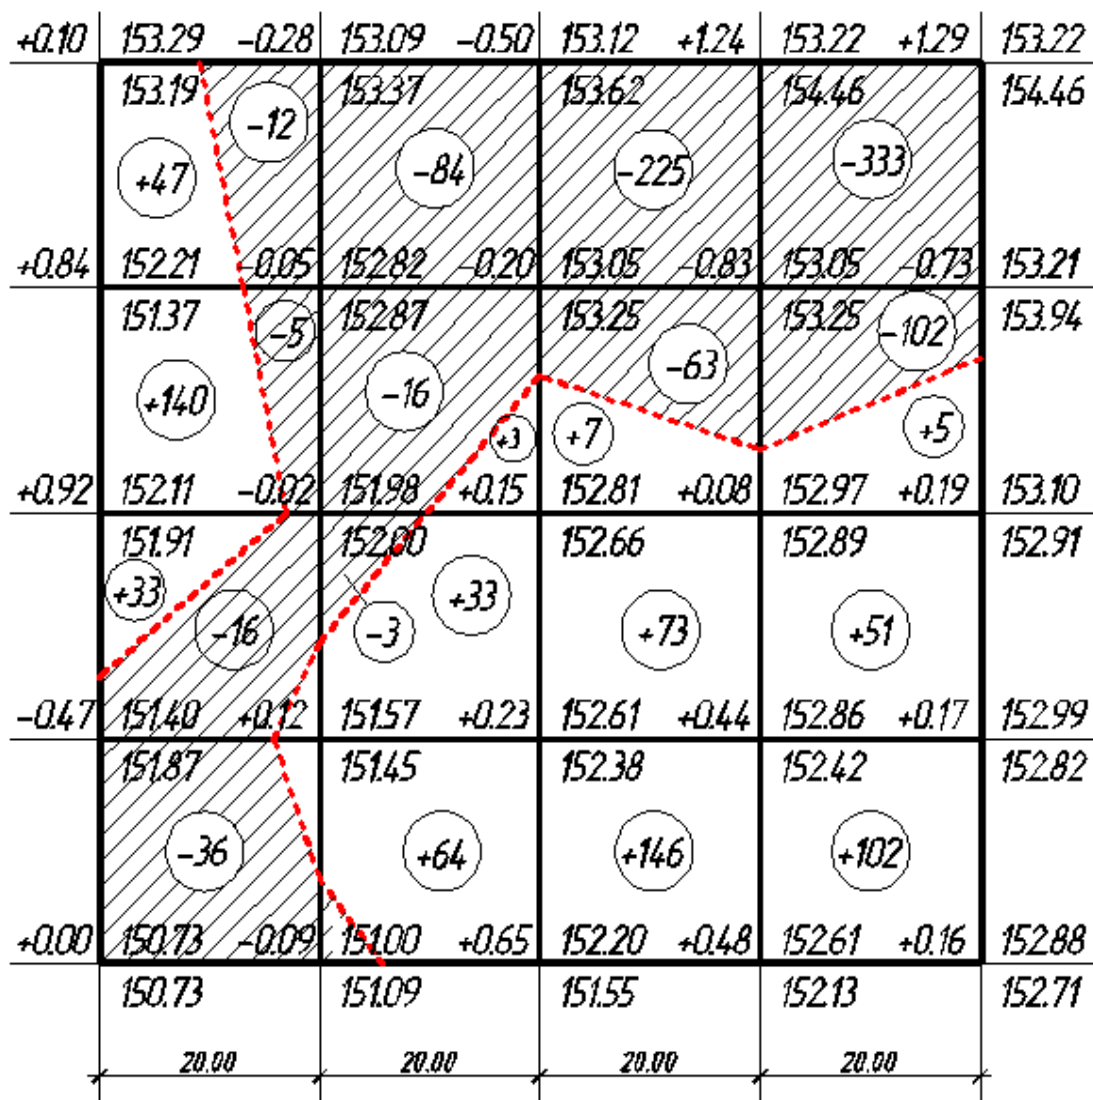 +0.10 153.29 -0.28 153.09 -0.50 153.12 +1.24 153.22 +1.29 153.22
153.19 153.37 153.62 154.46 154.46
-12
+47 -84 -225 -333
+0.84 152.21 -0.05 152.82 -0.20 153.05 -0.83 153.05 -0.73 153.21
151.37 152.87 153.25 153.25 153.94
-5 -102
-63
+140 -16
+3 +7 +5
+0.92 152.11 -0.02 151.98 +0.15 152.81 +0.08 152.97 +0.19 153.10
151.91 152.00 152.66 152.89 152.91
+33 +33
-16 -3 +73 +51
-0.47 151.40 +0.12 151.57 +0.23 152.61 +0.44 152.86 +0.17 152.99
151.87 151.45 152.38 152.42 152.82
-36 +64 +146 +102
+0.00 150.73 -0.09 151.00 +0.65 152.20 +0.48 152.61 +0.16 152.88
150.73 151.09 151.55 152.13 152.71
20.00 20.00 20.00 20.00